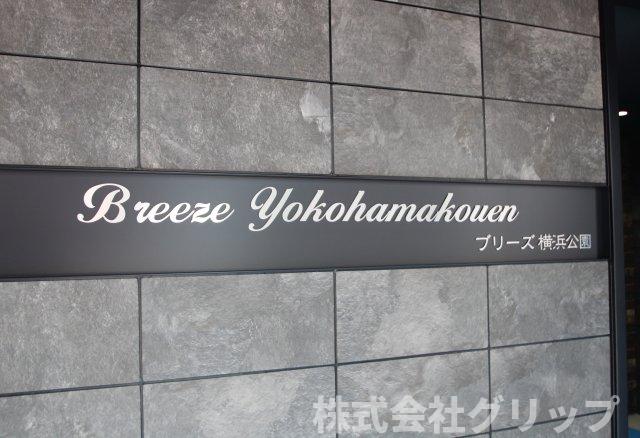 Breeze Yokohamakouen
ブリーズ 横浜公園
株式会社グリップ